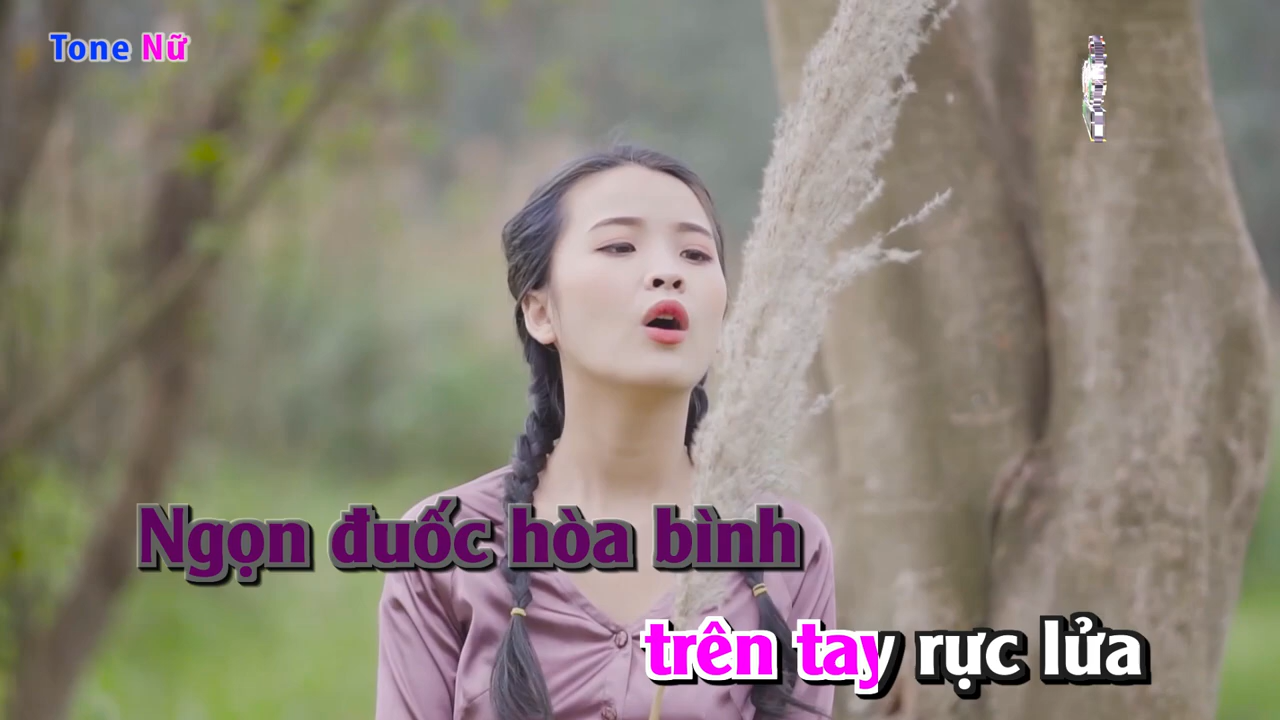 Tone Nữ
Ngọn đuốc hòa bình
trên tay rực lửa